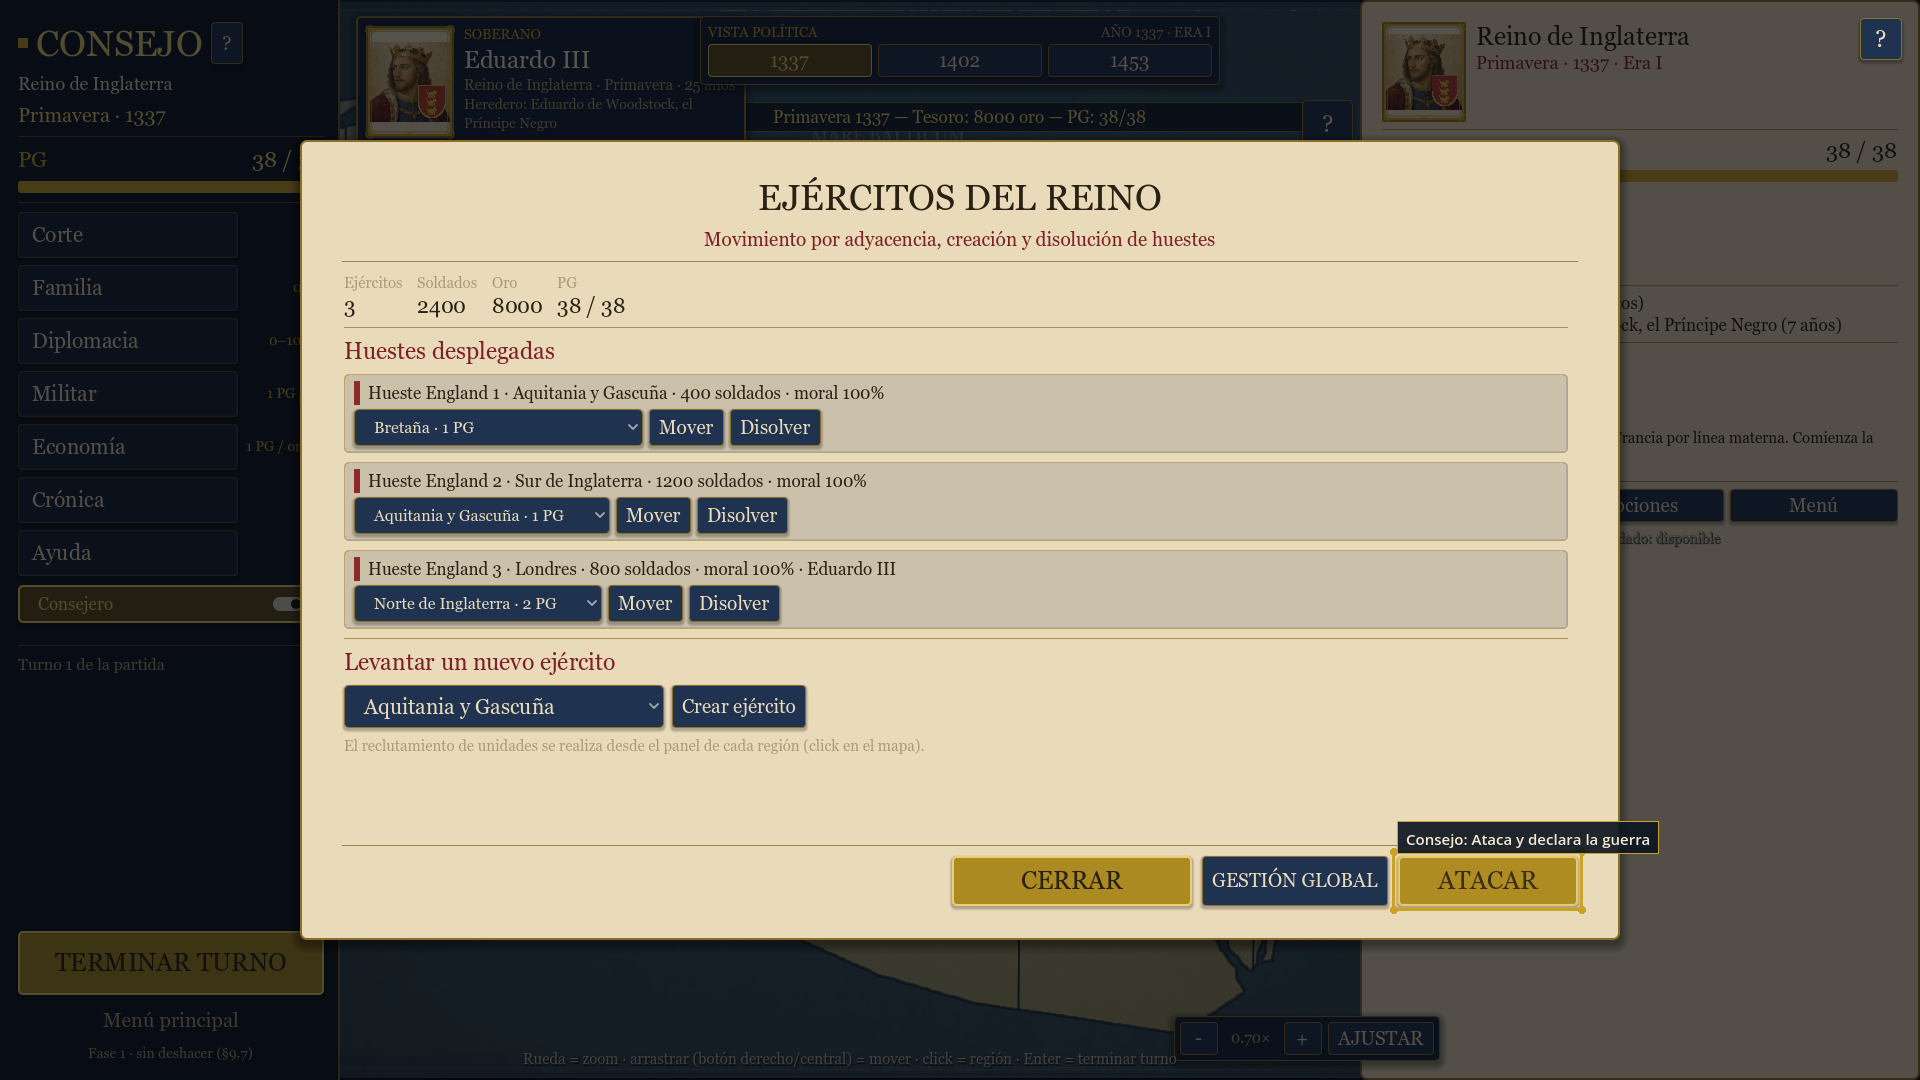 CONSEJO
?
Reino de Inglaterra
Primavera · 1337
PG
38 /
Corte
Familia
Diplomacia
0–10
Militar
1 PG
Economía
1 PG / or
Crónica
Ayuda
Consejero
Turno 1 de la partida
TERMINAR TURNO
Menú principal
Fase 1 · sin deshacer (§9.7)
SOBERANO
Eduardo III
Reino de Inglaterra · Primavera · 25 años
Heredero: Eduardo de Woodstock, el
Príncipe Negro
VISTA POLÍTICA
AÑO 1337 · ERA I
1337
1402
1453
Primavera 1337 — Tesoro: 8000 oro — PG: 38/38
?
MARE BALTICUM
Reino de Inglaterra
Primavera · 1337 · Era I
?
38 / 38
os)
ck, el Príncipe Negro (7 años)
Francia por línea materna. Comienza la
pciones
Menú
dado: disponible
EJÉRCITOS DEL REINO
Movimiento por adyacencia, creación y disolución de huestes
Ejércitos
Soldados
Oro
PG
3
2400
8000
38 / 38
Huestes desplegadas
Hueste England 1 · Aquitania y Gascuña · 400 soldados · moral 100%
Bretaña · 1 PG
Mover
Disolver
Hueste England 2 · Sur de Inglaterra · 1200 soldados · moral 100%
Aquitania y Gascuña · 1 PG
Mover
Disolver
Hueste England 3 · Londres · 800 soldados · moral 100% · Eduardo III
Norte de Inglaterra · 2 PG
Mover
Disolver
Levantar un nuevo ejército
Aquitania y Gascuña
Crear ejército
El reclutamiento de unidades se realiza desde el panel de cada región (click en el mapa).
Consejo: Ataca y declara la guerra
CERRAR
GESTIÓN GLOBAL
ATACAR
-
0.70×
+
AJUSTAR
Rueda = zoom · arrastrar (botón derecho/central) = mover · click = región · Enter = terminar turno